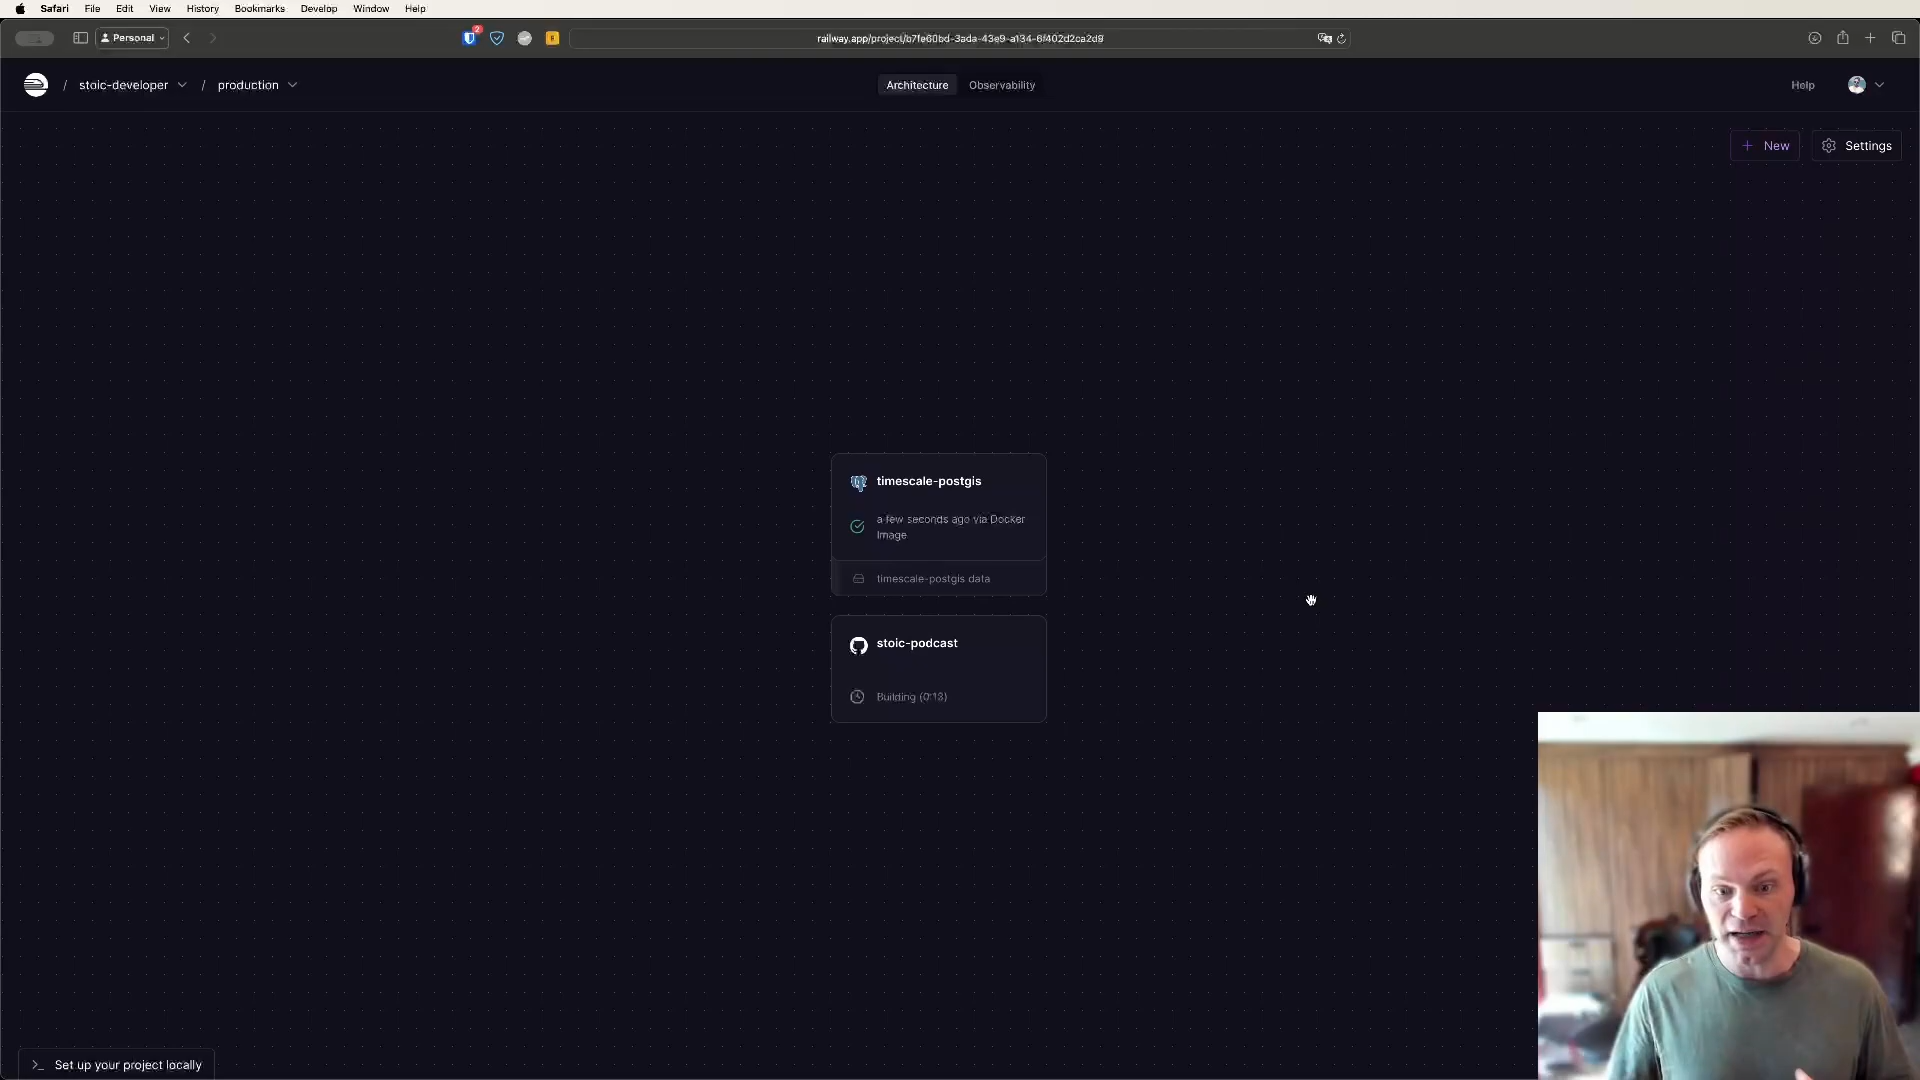 Safari File Edit View History Bookmarks Develop Window Help
Personal
2
railway.app/project/b7fe60bd-3ada-43e9-a134-6f402d2ca2d9
/ stoic-developer / production
Architecture Observability
Help
+ New
Settings
timescale-postgis
a few seconds ago via Docker
Image
timescale-postgis data
stoic-podcast
Building (0:13)
>_ Set up your project locally